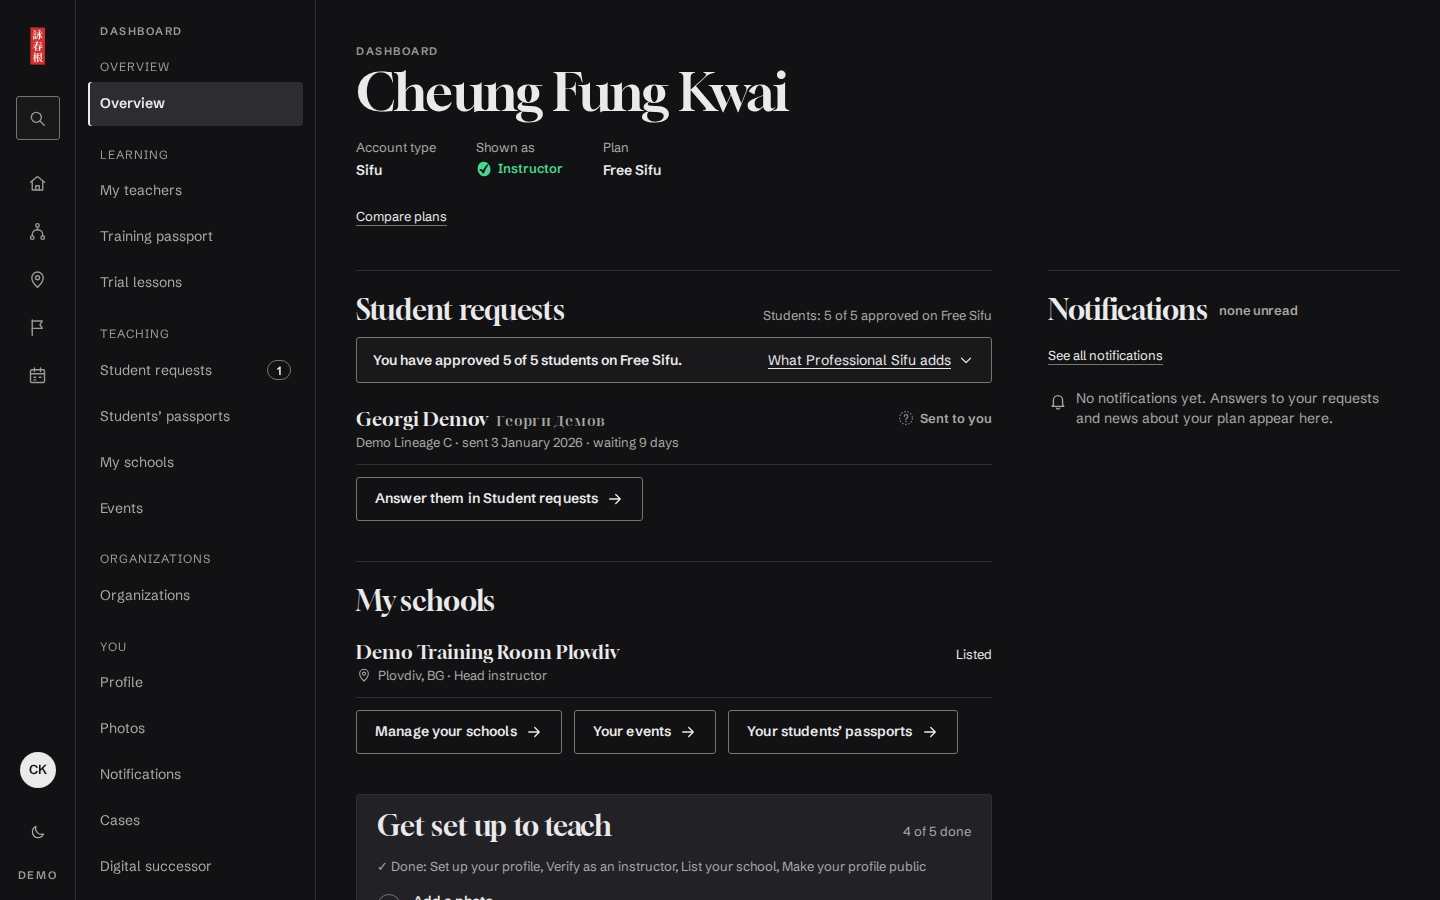 詠春根
DASHBOARD
OVERVIEW
Overview
LEARNING
My teachers
Training passport
Trial lessons
TEACHING
Student requests 1
Students’ passports
My schools
Events
ORGANIZATIONS
Organizations
YOU
Profile
Photos
Notifications
Cases
Digital successor
CK
DEMO
DASHBOARD
Cheung Fung Kwai
Account type Shown as Plan
Sifu Instructor Free Sifu
Compare plans
Student requests Students: 5 of 5 approved on Free Sifu
You have approved 5 of 5 students on Free Sifu. What Professional Sifu adds
Georgi Demov Георги Демов Sent to you
Demo Lineage C · sent 3 January 2026 · waiting 9 days
Answer them in Student requests →
My schools
Demo Training Room Plovdiv Listed
Plovdiv, BG · Head instructor
Manage your schools → Your events → Your students’ passports →
Get set up to teach 4 of 5 done
✓ Done: Set up your profile, Verify as an instructor, List your school, Make your profile public
Add a photo
Notifications none unread
See all notifications
No notifications yet. Answers to your requests
and news about your plan appear here.